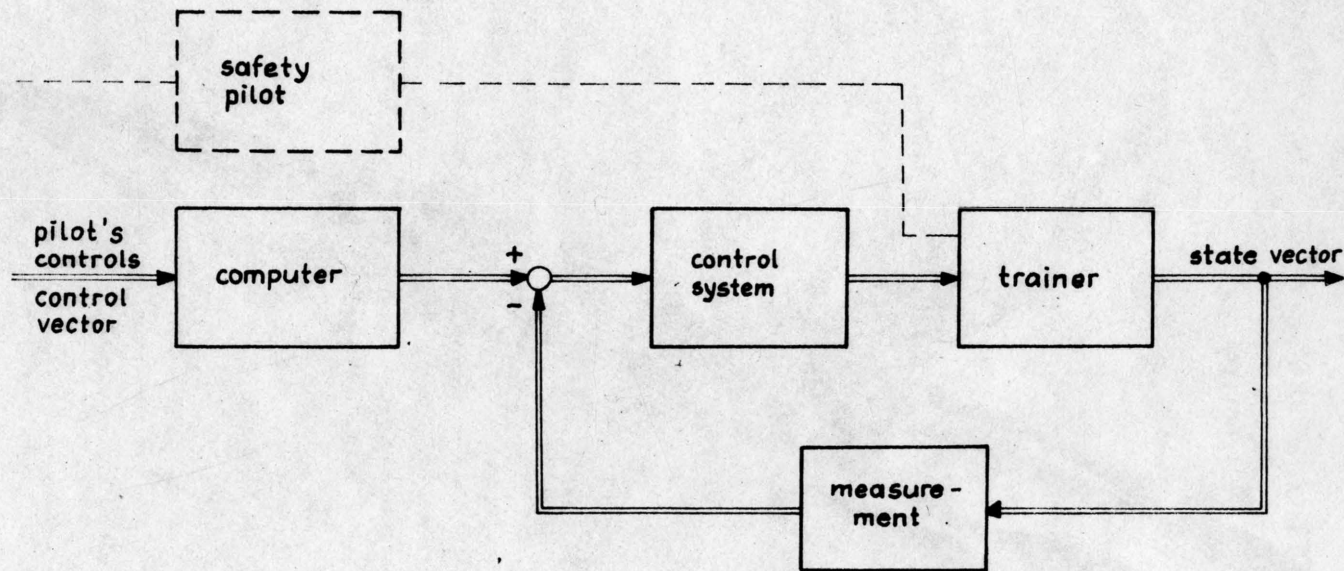 safety
pilot
pilot's
controls
control
vector
computer
+
-
control
system
trainer
state vector
measure-
ment